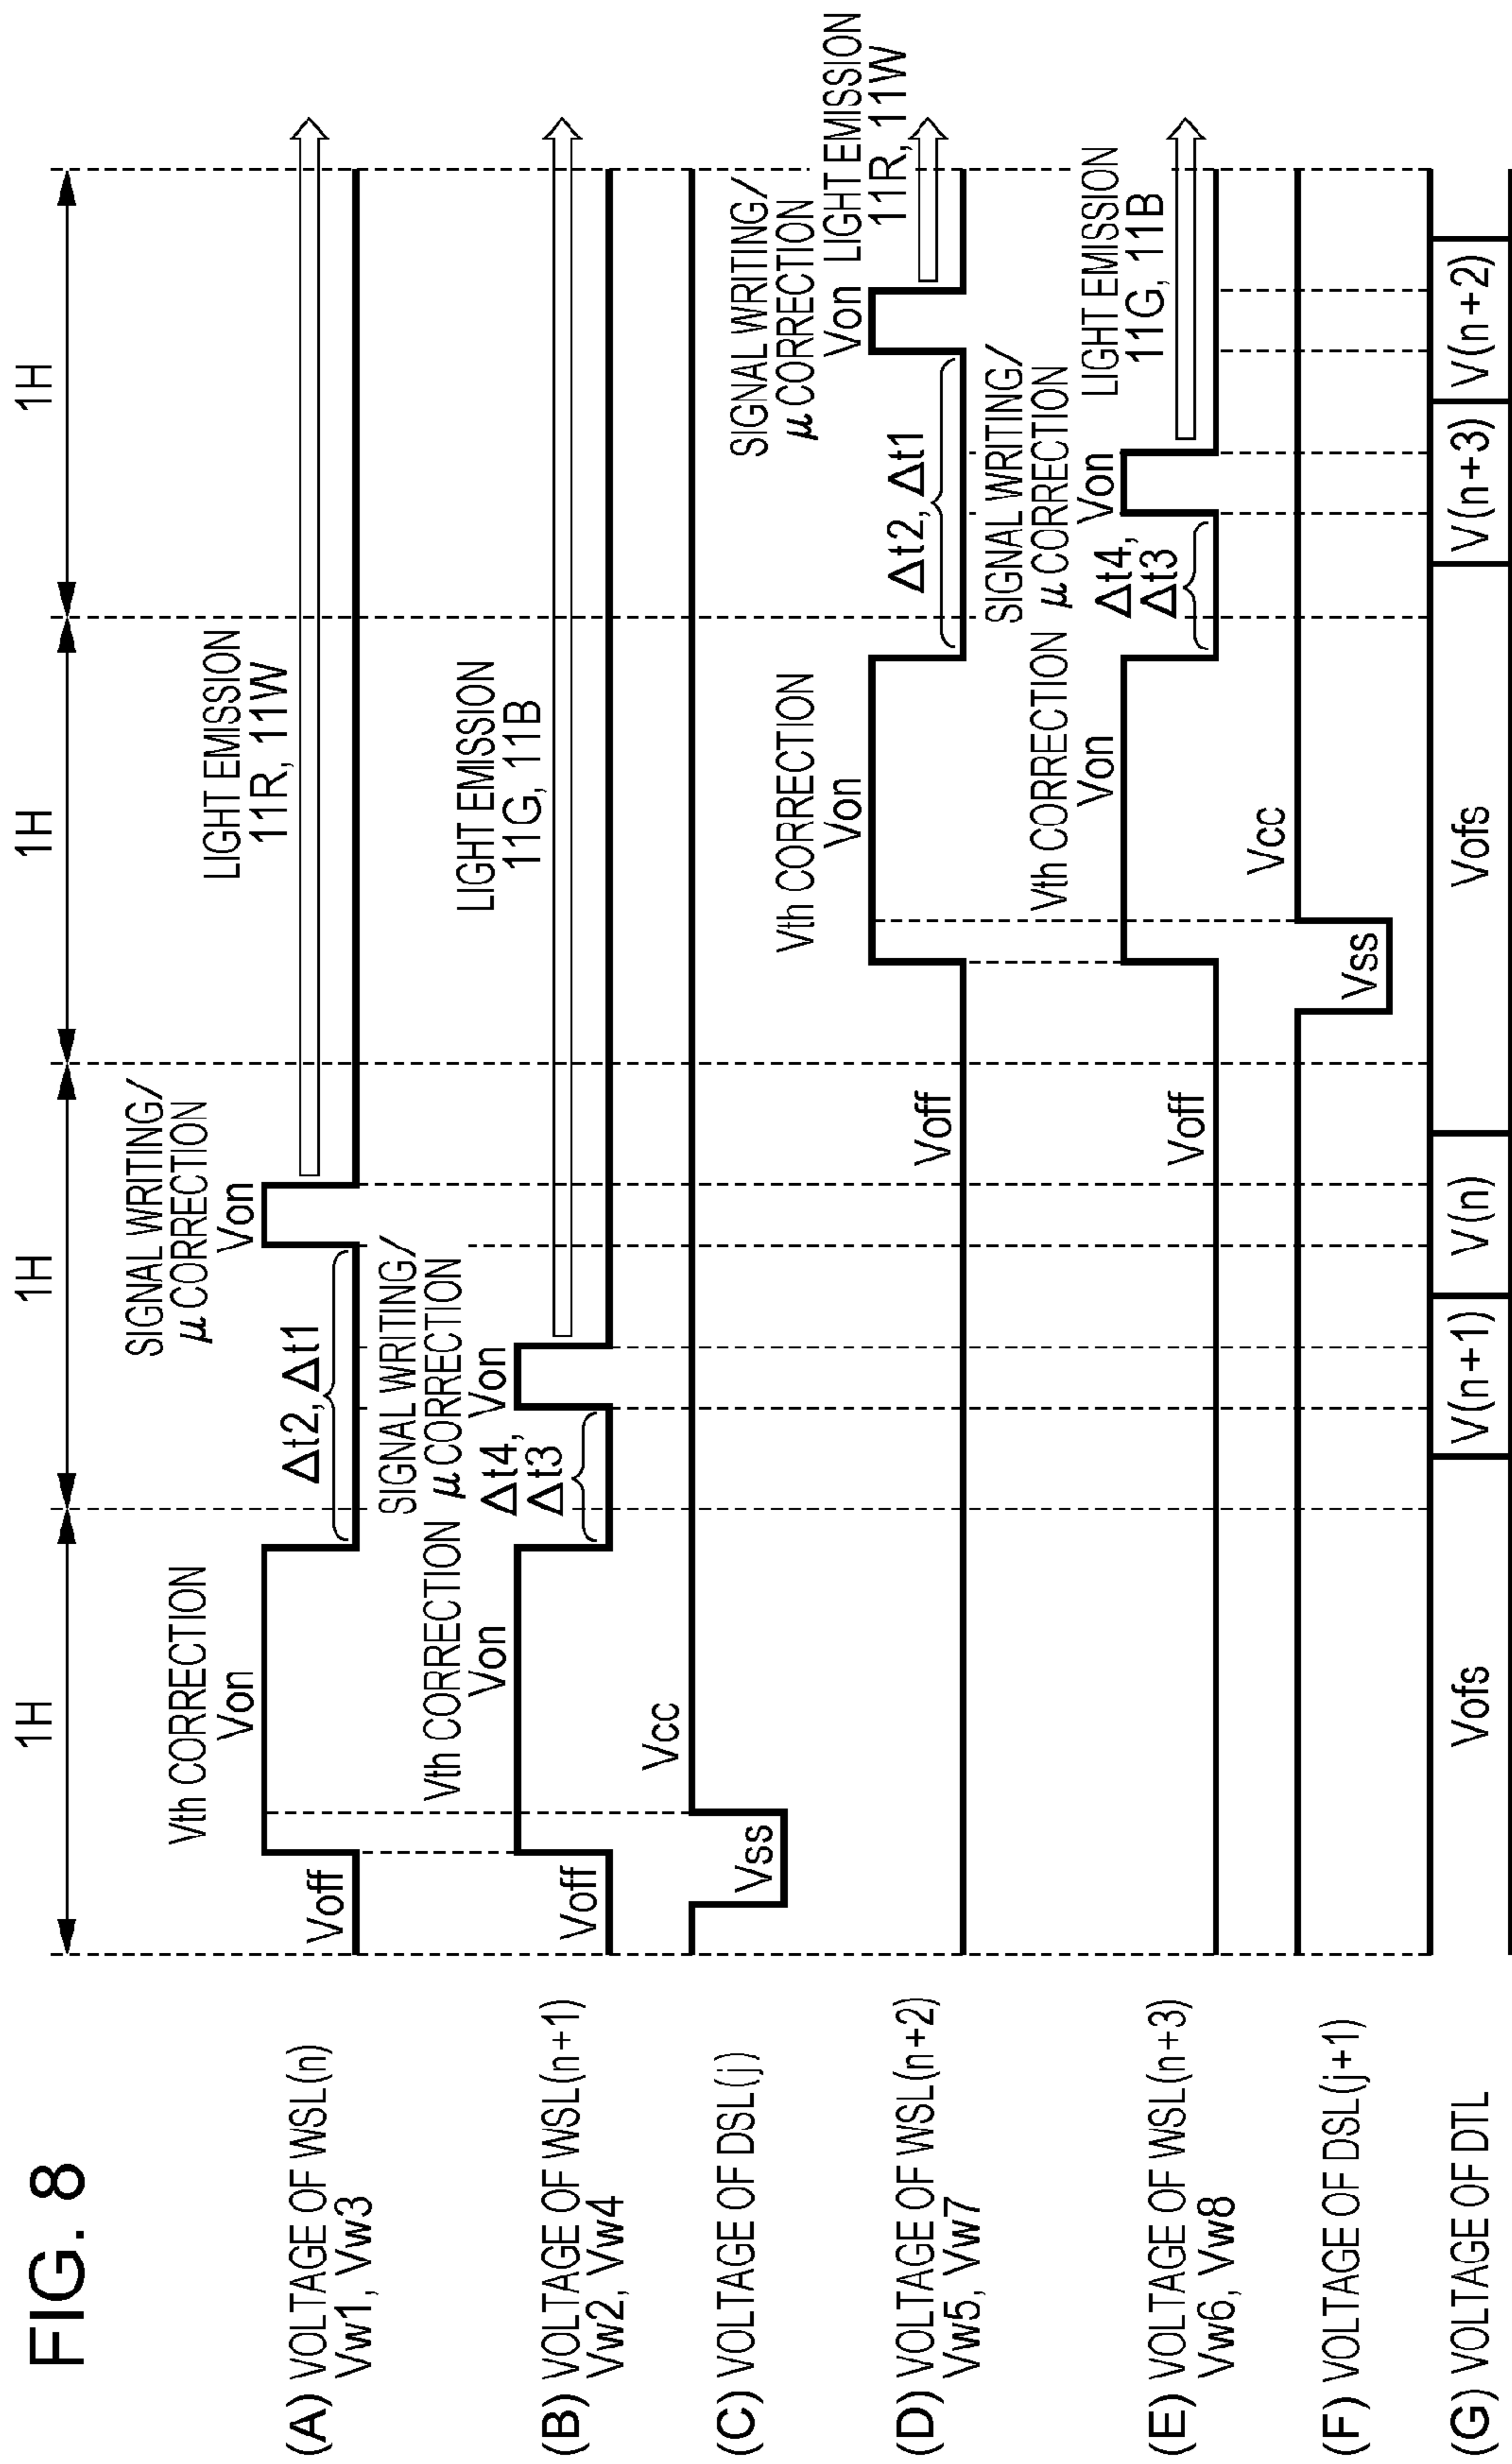 FIG. 8
1H
1H
1H
1H
(A) VOLTAGE OF WSL(n)
Vw1, Vw3
Voff
Vth CORRECTION
Von
Δt2, Δt1
SIGNAL WRITING/
μ CORRECTION
Von
LIGHT EMISSION
11R, 11W
(B) VOLTAGE OF WSL(n+1)
Vw2, Vw4
Voff
Vth CORRECTION
Von
Δt4,
Δt3
SIGNAL WRITING/
μ CORRECTION
Von
LIGHT EMISSION
11G, 11B
(C) VOLTAGE OF DSL(j)
Vss
Vcc
(D) VOLTAGE OF WSL(n+2)
Vw5, Vw7
Voff
Vth CORRECTION
Von
Δt2, Δt1
SIGNAL WRITING/
μ CORRECTION
Von
LIGHT EMISSION
11R, 11W
(E) VOLTAGE OF WSL(n+3)
Vw6, Vw8
Voff
Vth CORRECTION
Von
Δt4,
Δt3
SIGNAL WRITING/
μ CORRECTION
Von
LIGHT EMISSION
11G, 11B
(F) VOLTAGE OF DSL(j+1)
Vss
Vcc
(G) VOLTAGE OF DTL
Vofs
V(n+1)
V(n)
Vofs
V(n+3)
V(n+2)